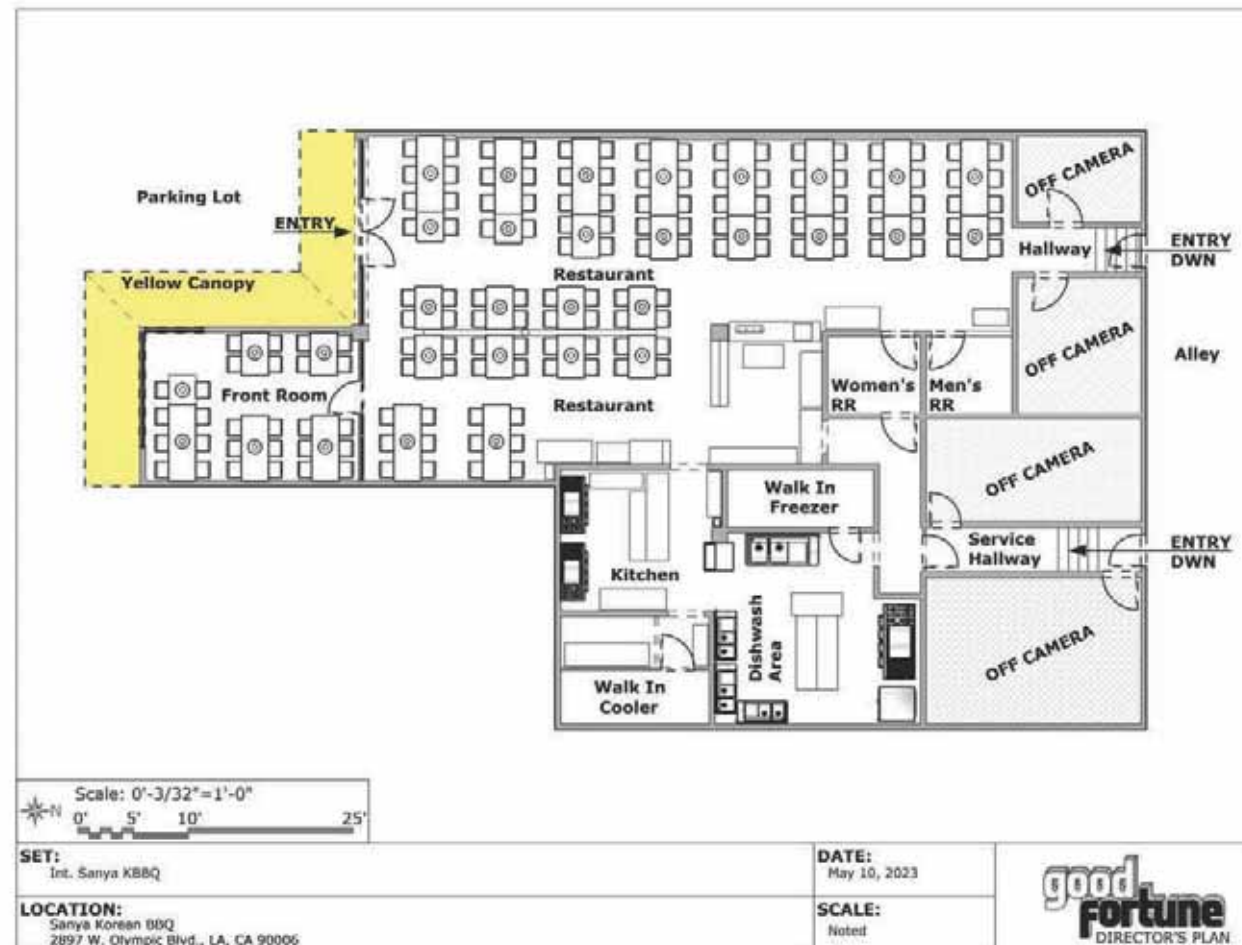 Parking Lot
ENTRY
Yellow Canopy
Restaurant
OFF CAMERA
Hallway
ENTRY
DWN
OFF CAMERA
Alley
Front Room
Restaurant
Women's
RR
Men's
RR
OFF CAMERA
Walk In
Freezer
Kitchen
Service
Hallway
ENTRY
DWN
Dishwash
Area
OFF CAMERA
Walk In
Cooler
N
Scale: 0'-3/32"=1'-0"
0' 5' 10' 25'
SET:
Int. Sanya KBBQ
DATE:
May 10, 2023
LOCATION:
Sanya Korean BBQ
2897 W. Olympic Blvd., LA, CA 90006
SCALE:
Noted
good
fortune
DIRECTOR'S PLAN